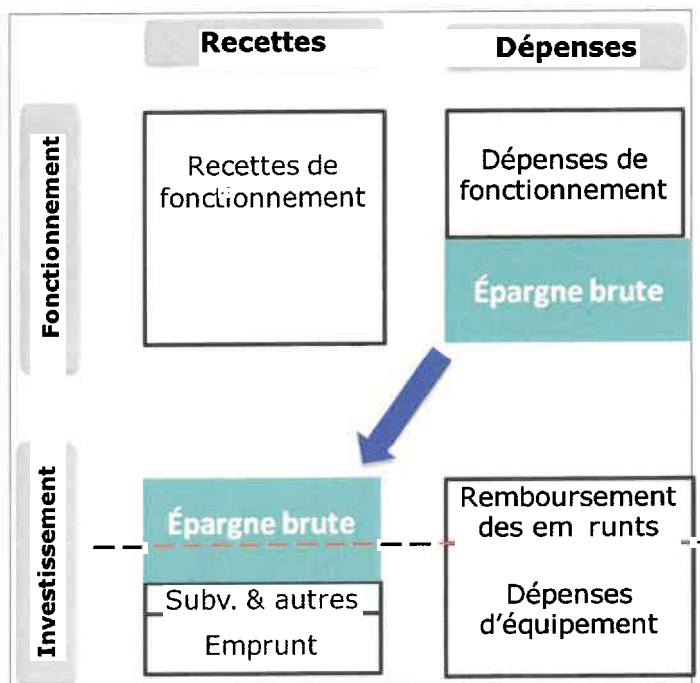 Recettes
Dépenses
Fonctionnement
Recettes de
fonctionnement
Dépenses de
fonctionnement
Épargne brute
Investissement
Épargne brute
Subv. & autres
Emprunt
Remboursement
des em runts
Dépenses
d'équipement